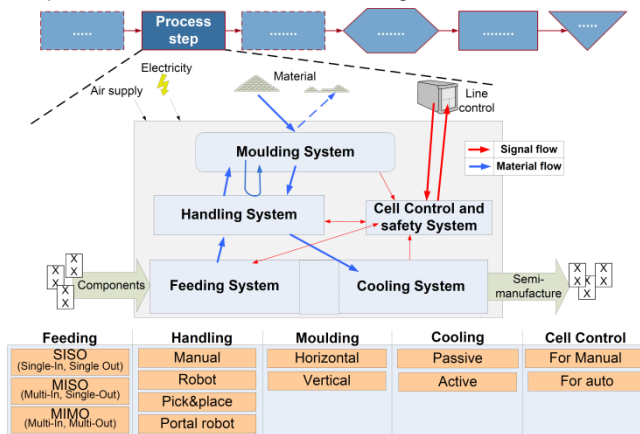 ..... Process step ...... ....... ........ ......
Electricity
Air supply
Material
Line control
Signal flow
Material flow
Moulding System
Handling System
Cell Control and safety System
Components
Feeding System
Cooling System
Semi-manufacture
X X X X X X
X X X X X X
Feeding Handling Moulding Cooling Cell Control
SISO
(Single-In, Single Out)
Manual
Horizontal
Passive
For Manual
MISO
(Multi-In, Single-Out)
Robot
Vertical
Active
For auto
MIMO
(Multi-In, Multi-Out)
Pick&place
Portal robot